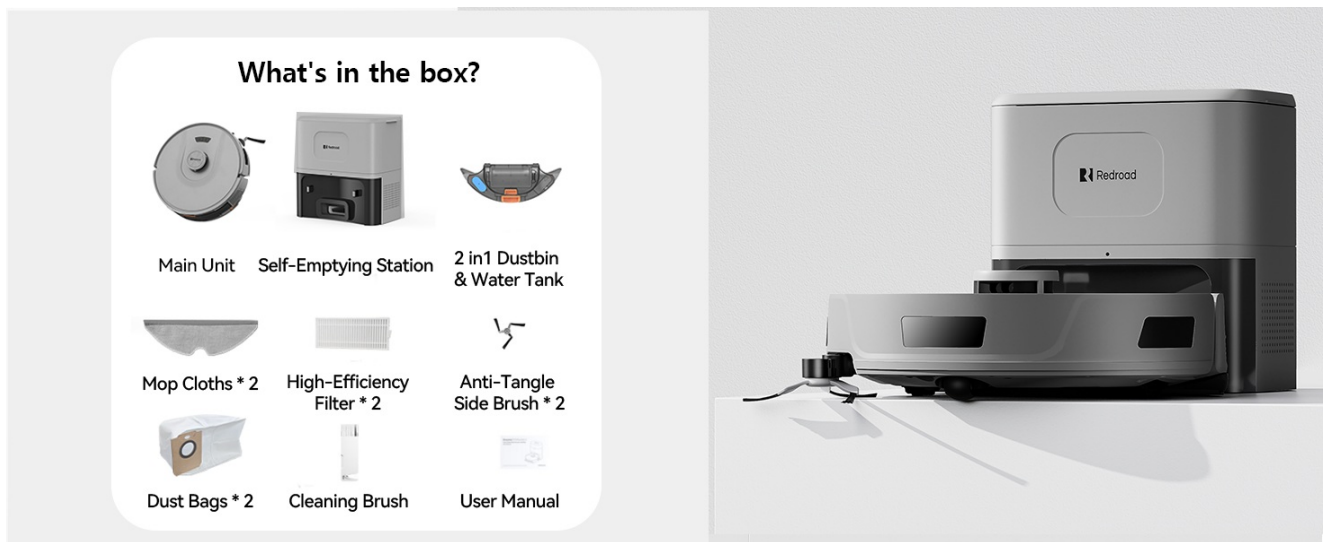 What's in the box?
Redroad
Main Unit
Self-Emptying Station
2 in1 Dustbin
& Water Tank
Mop Cloths * 2
High-Efficiency
Filter * 2
Anti-Tangle
Side Brush * 2
Dust Bags * 2
Cleaning Brush
User Manual
Redroad